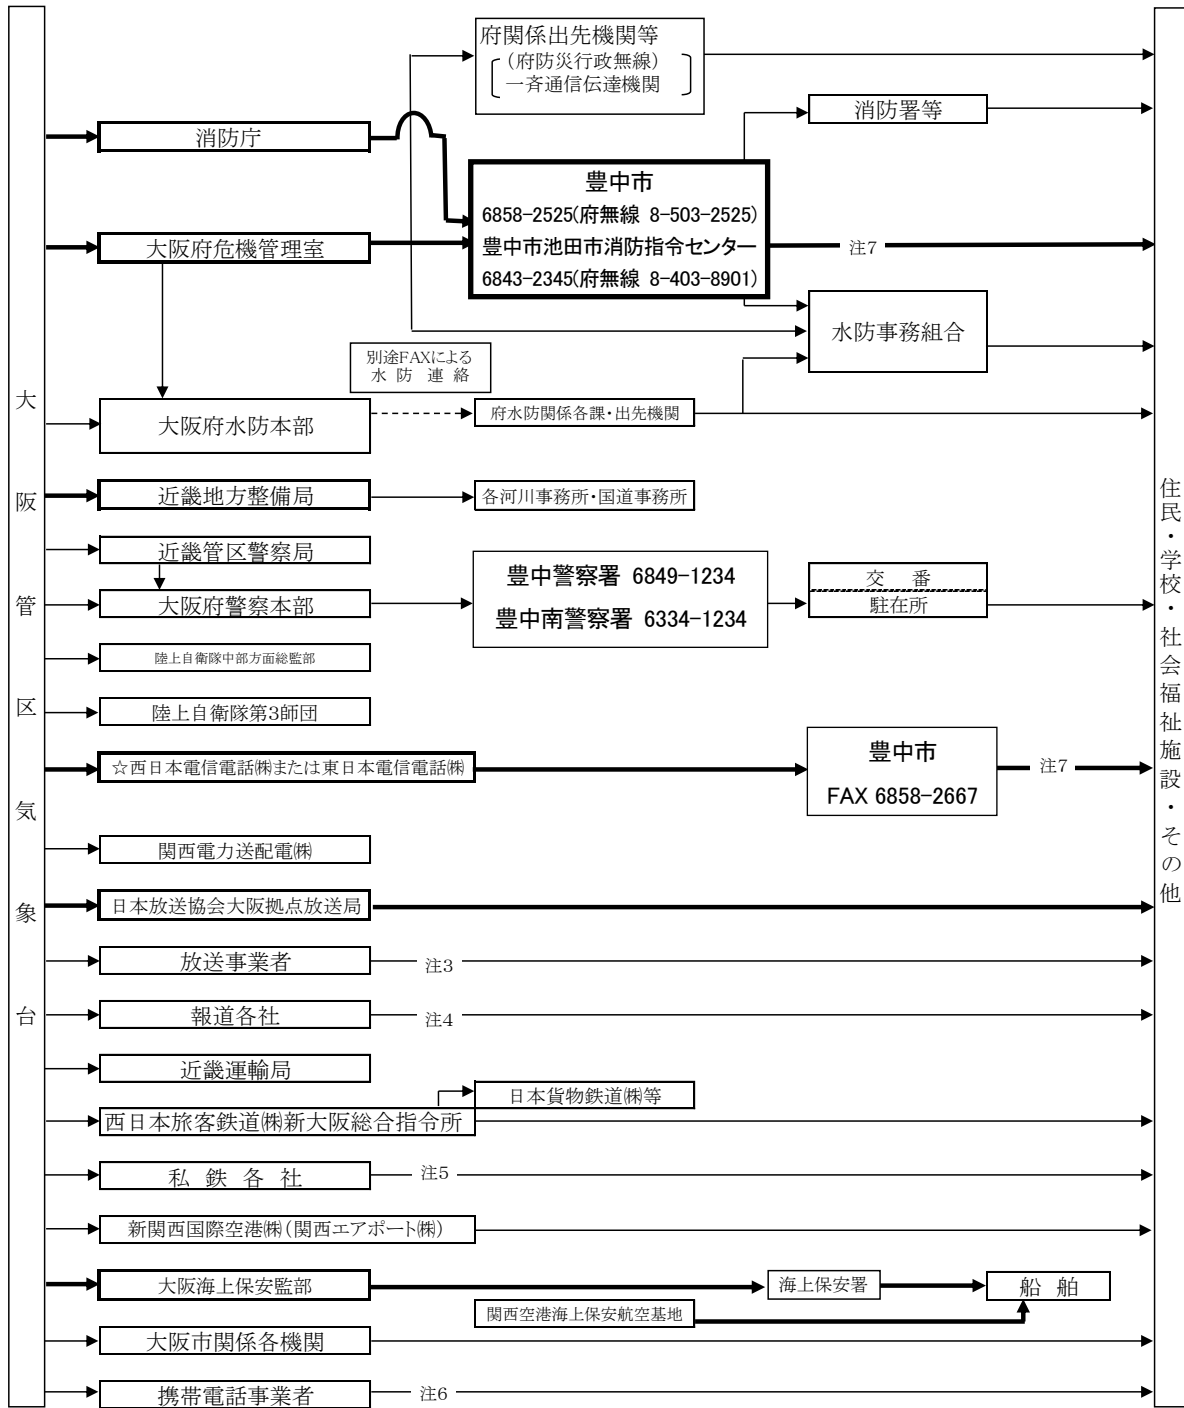 大阪管区気象台
府関係出先機関等
(府防災行政無線)
一斉通信伝達機関
消防署等
消防庁
豊中市
6858-2525(府無線 8-503-2525)
豊中市池田市消防指令センター
6843-2345(府無線 8-403-8901)
注7
大阪府危機管理室
水防事務組合
別途FAXによる
水 防 連 絡
大阪府水防本部
府水防関係各課・出先機関
近畿地方整備局
各河川事務所・国道事務所
近畿管区警察局
大阪府警察本部
豊中警察署 6849-1234
豊中南警察署 6334-1234
交 番
駐在所
陸上自衛隊中部方面総監部
陸上自衛隊第3師団
☆西日本電信電話㈱または東日本電信電話㈱
豊中市
FAX 6858-2667
注7
関西電力送配電㈱
日本放送協会大阪拠点放送局
放送事業者
注3
報道各社
注4
近畿運輸局
日本貨物鉄道㈱等
西日本旅客鉄道㈱新大阪総合指令所
私 鉄 各 社
注5
新関西国際空港㈱(関西エアポート㈱)
大阪海上保安監部
海上保安署
船 舶
関西空港海上保安航空基地
大阪市関係各機関
携帯電話事業者
注6
住民・学校・社会福祉施設・その他